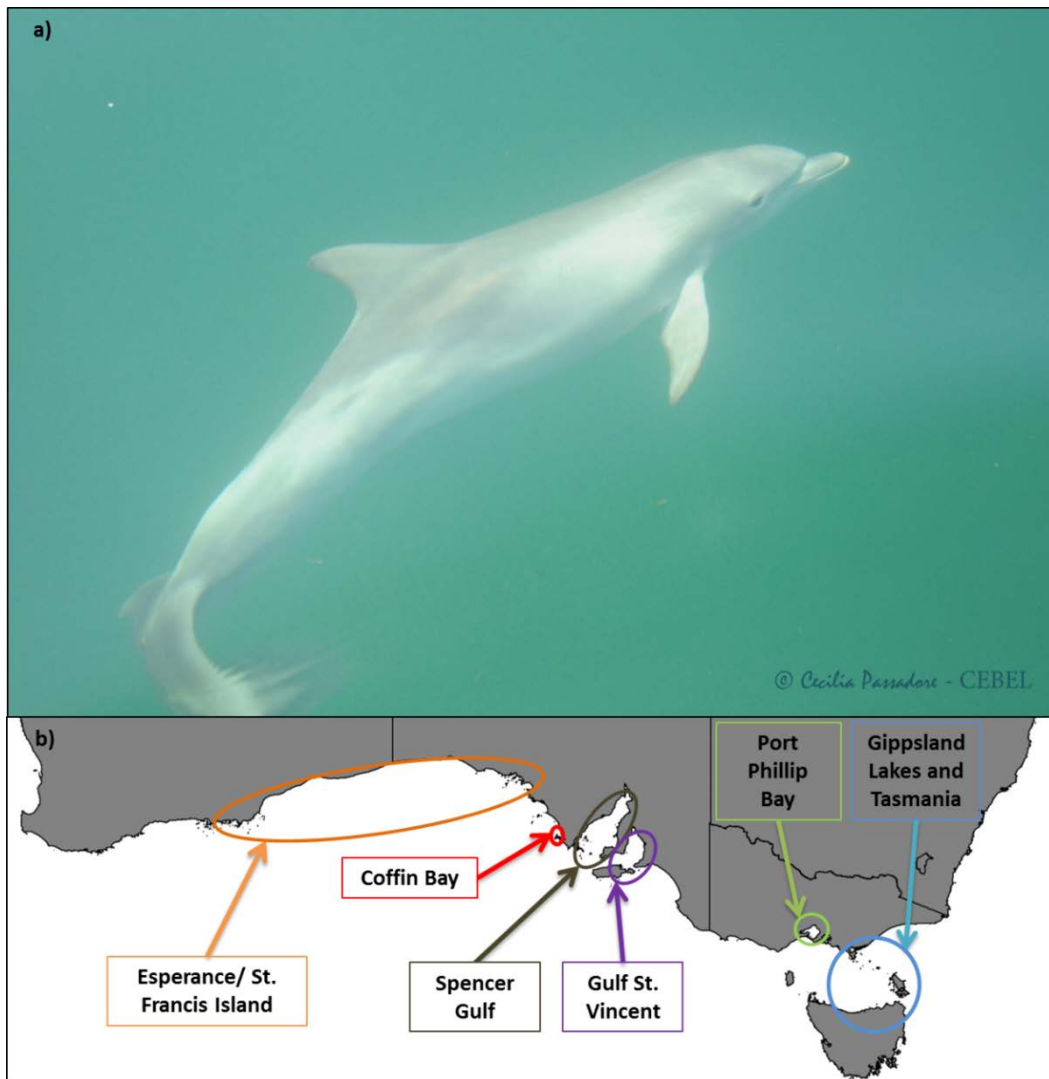 a)
© Cecilia Passadore - CEBEL
b)
Port
Phillip
Bay
Gippsland
Lakes and
Tasmania
Coffin Bay
Esperance/ St.
Francis Island
Spencer
Gulf
Gulf St.
Vincent